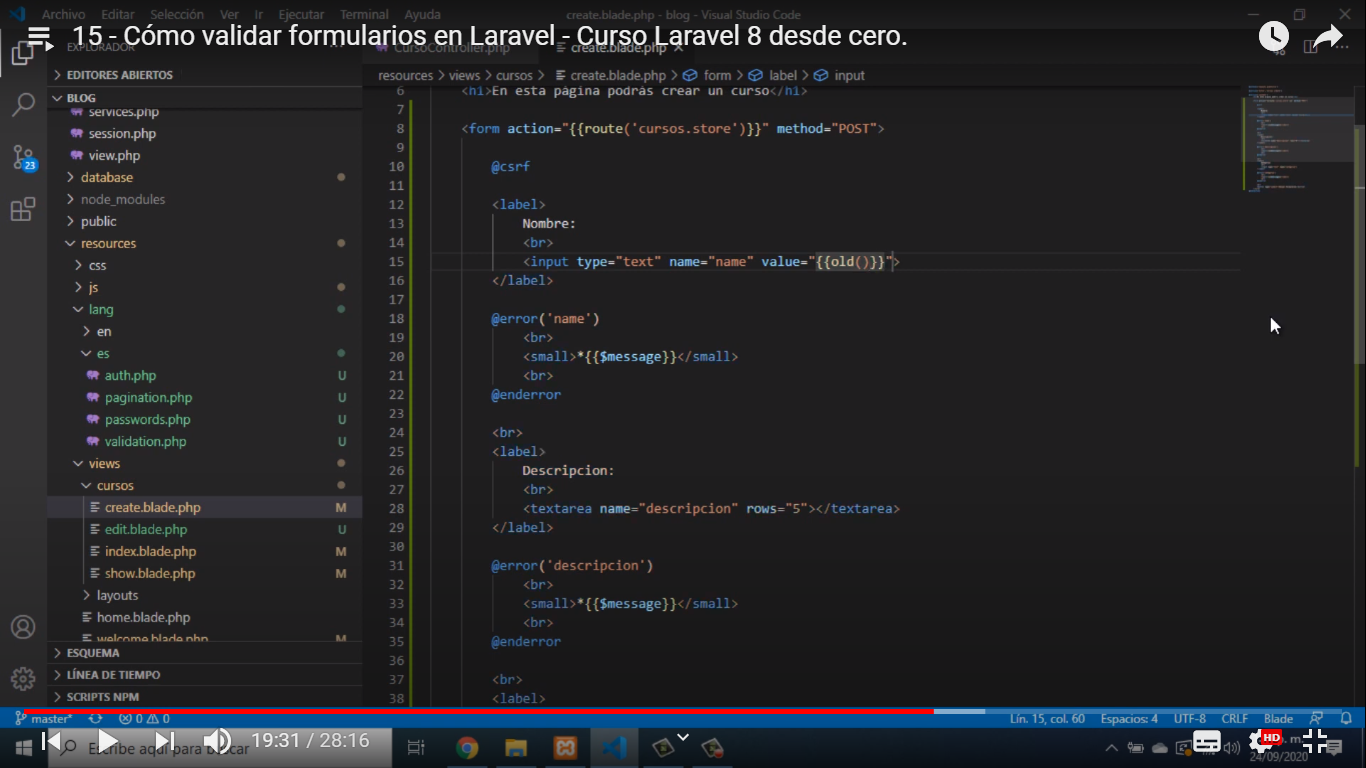 Archivo Editar Selección Ver Ir Ejecutar Terminal Ayuda create.blade.php - blog - Visual Studio Code
15 - Cómo validar formularios en Laravel - Curso Laravel 8 desde cero.
EXPLORADOR
CursoController.php
create.blade.php
EDITORES ABIERTOS
resources > views > cursos > create.blade.php > form > label > input
BLOG
services.php
session.php
view.php
23
database
node_modules
public
resources
css
js
lang
en
es
auth.php U
pagination.php U
passwords.php U
validation.php U
views
cursos
create.blade.php M
edit.blade.php U
index.blade.php M
show.blade.php M
layouts
home.blade.php
welcome.blade.php M
ESQUEMA
LÍNEA DE TIEMPO
SCRIPTS NPM
6 <h1>En esta página podrás crear un curso</h1>
7
8 <form action="{{route('cursos.store')}}" method="POST">
9
10 @csrf
11
12 <label>
13 Nombre:
14 <br>
15 <input type="text" name="name" value="{{old()}}">
16 </label>
17
18 @error('name')
19 <br>
20 <small>*{{$message}}</small>
21 <br>
22 @enderror
23
24 <br>
25 <label>
26 Descripcion:
27 <br>
28 <textarea name="descripcion" rows="5"></textarea>
29 </label>
30
31 @error('descripcion')
32 <br>
33 <small>*{{$message}}</small>
34 <br>
35 @enderror
36
37 <br>
38 <label>
master* 0 0 Lín. 15, col. 60 Espacios: 4 UTF-8 CRLF Blade
Escribe aquí para buscar
19:31 / 28:16
HD
24/09/2020